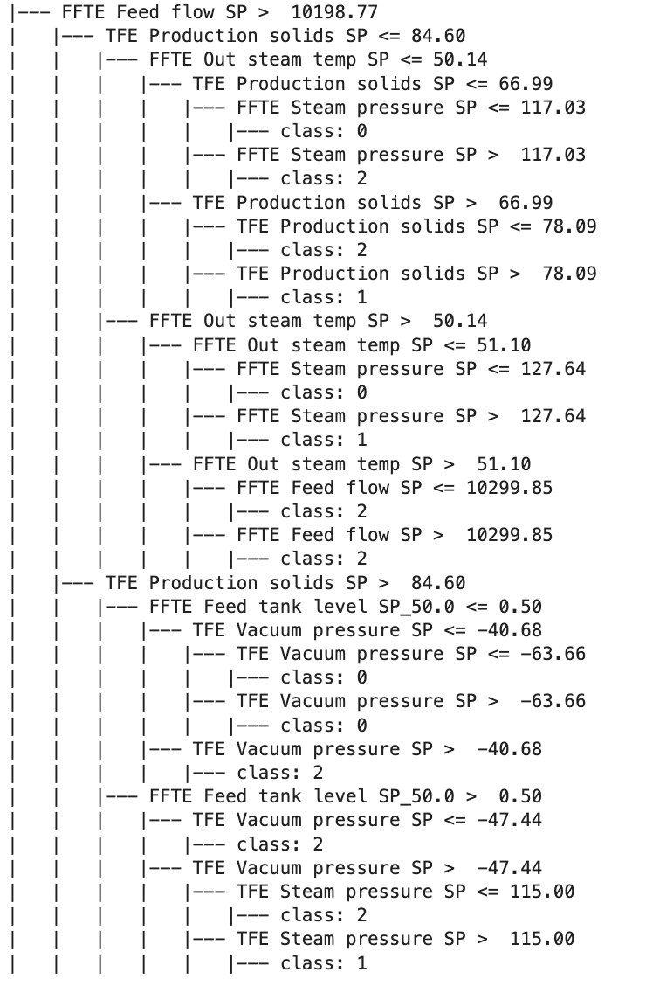 |--- FFTE Feed flow SP >  10198.77
|   |--- TFE Production solids SP <= 84.60
|   |   |--- FFTE Out steam temp SP <= 50.14
|   |   |   |--- TFE Production solids SP <= 66.99
|   |   |   |   |--- FFTE Steam pressure SP <= 117.03
|   |   |   |   |   |--- class: 0
|   |   |   |   |--- FFTE Steam pressure SP >  117.03
|   |   |   |   |   |--- class: 2
|   |   |   |--- TFE Production solids SP >  66.99
|   |   |   |   |--- TFE Production solids SP <= 78.09
|   |   |   |   |   |--- class: 2
|   |   |   |   |--- TFE Production solids SP >  78.09
|   |   |   |   |   |--- class: 1
|   |   |--- FFTE Out steam temp SP >  50.14
|   |   |   |--- FFTE Out steam temp SP <= 51.10
|   |   |   |   |--- FFTE Steam pressure SP <= 127.64
|   |   |   |   |   |--- class: 0
|   |   |   |   |--- FFTE Steam pressure SP >  127.64
|   |   |   |   |   |--- class: 1
|   |   |   |--- FFTE Out steam temp SP >  51.10
|   |   |   |   |--- FFTE Feed flow SP <= 10299.85
|   |   |   |   |   |--- class: 2
|   |   |   |   |--- FFTE Feed flow SP >  10299.85
|   |   |   |   |   |--- class: 2
|   |--- TFE Production solids SP >  84.60
|   |   |--- FFTE Feed tank level SP_50.0 <= 0.50
|   |   |   |--- TFE Vacuum pressure SP <= -40.68
|   |   |   |   |--- TFE Vacuum pressure SP <= -63.66
|   |   |   |   |   |--- class: 0
|   |   |   |   |--- TFE Vacuum pressure SP >  -63.66
|   |   |   |   |   |--- class: 0
|   |   |   |--- TFE Vacuum pressure SP >  -40.68
|   |   |   |   |--- class: 2
|   |   |--- FFTE Feed tank level SP_50.0 >  0.50
|   |   |   |--- TFE Vacuum pressure SP <= -47.44
|   |   |   |   |--- class: 2
|   |   |   |--- TFE Vacuum pressure SP >  -47.44
|   |   |   |   |--- TFE Steam pressure SP <= 115.00
|   |   |   |   |   |--- class: 2
|   |   |   |   |--- TFE Steam pressure SP >  115.00
|   |   |   |   |   |--- class: 1